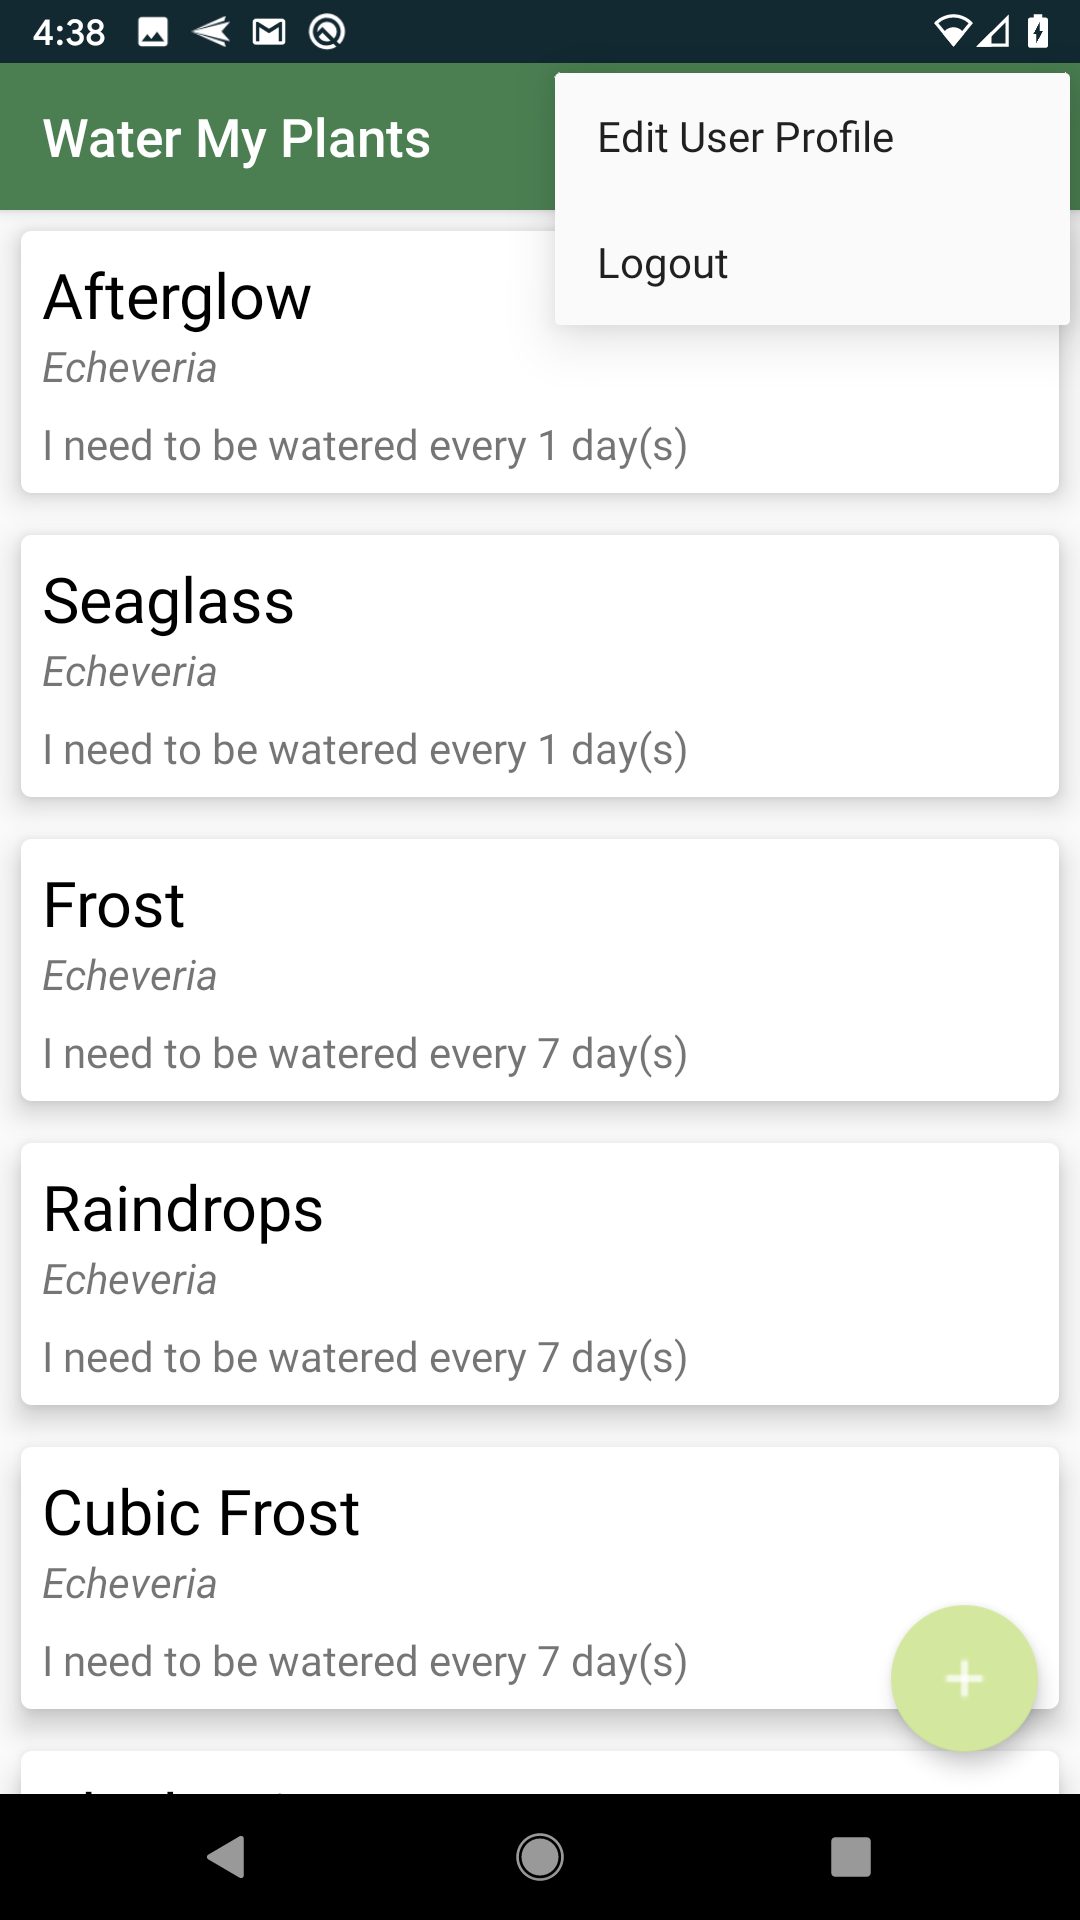 4:38
Water My Plants
Edit User Profile
Logout
Afterglow
Echeveria
I need to be watered every 1 day(s)
Seaglass
Echeveria
I need to be watered every 1 day(s)
Frost
Echeveria
I need to be watered every 7 day(s)
Raindrops
Echeveria
I need to be watered every 7 day(s)
Cubic Frost
Echeveria
I need to be watered every 7 day(s)